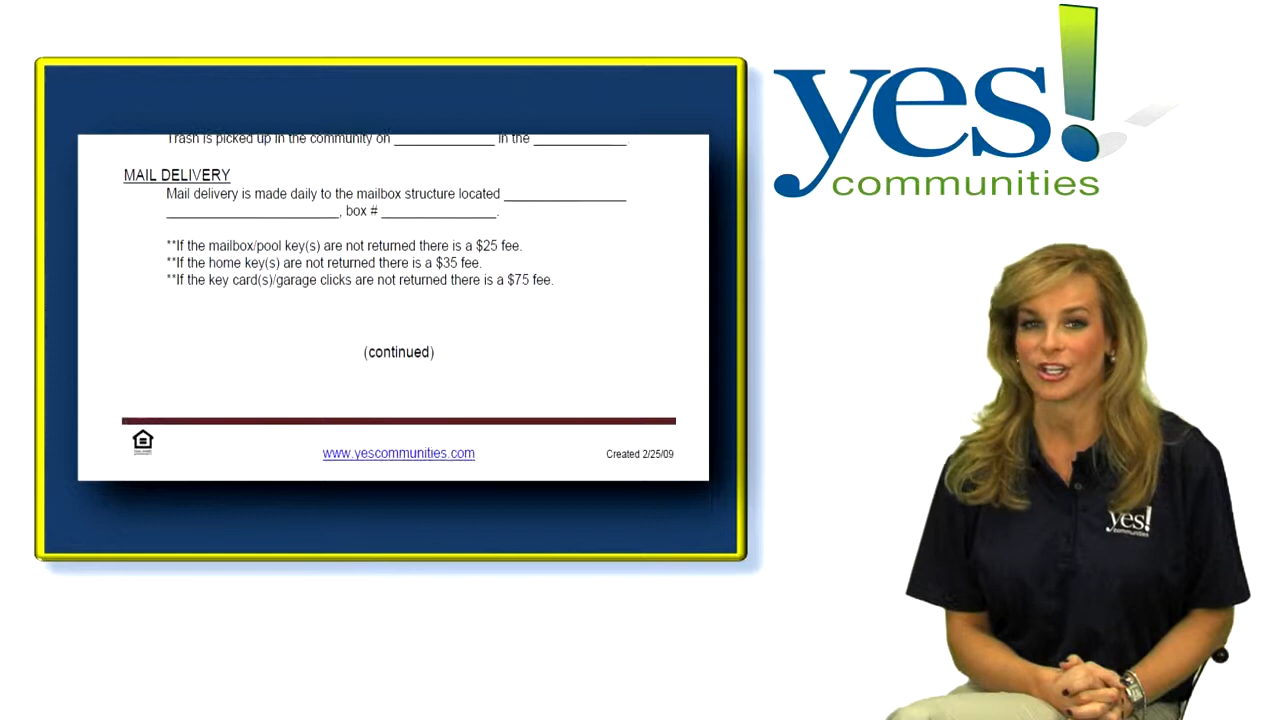 Trash is picked up in the community on ______________ in the _____________
MAIL DELIVERY
Mail delivery is made daily to the mailbox structure located _________________
________________________, box # ________________.
**If the mailbox/pool key(s) are not returned there is a $25 fee.
**If the home key(s) are not returned there is a $35 fee.
**If the key card(s)/garage clicks are not returned there is a $75 fee.
(continued)
www.yescommunities.com
Created 2/25/09
yes!
communities
yes!
communities